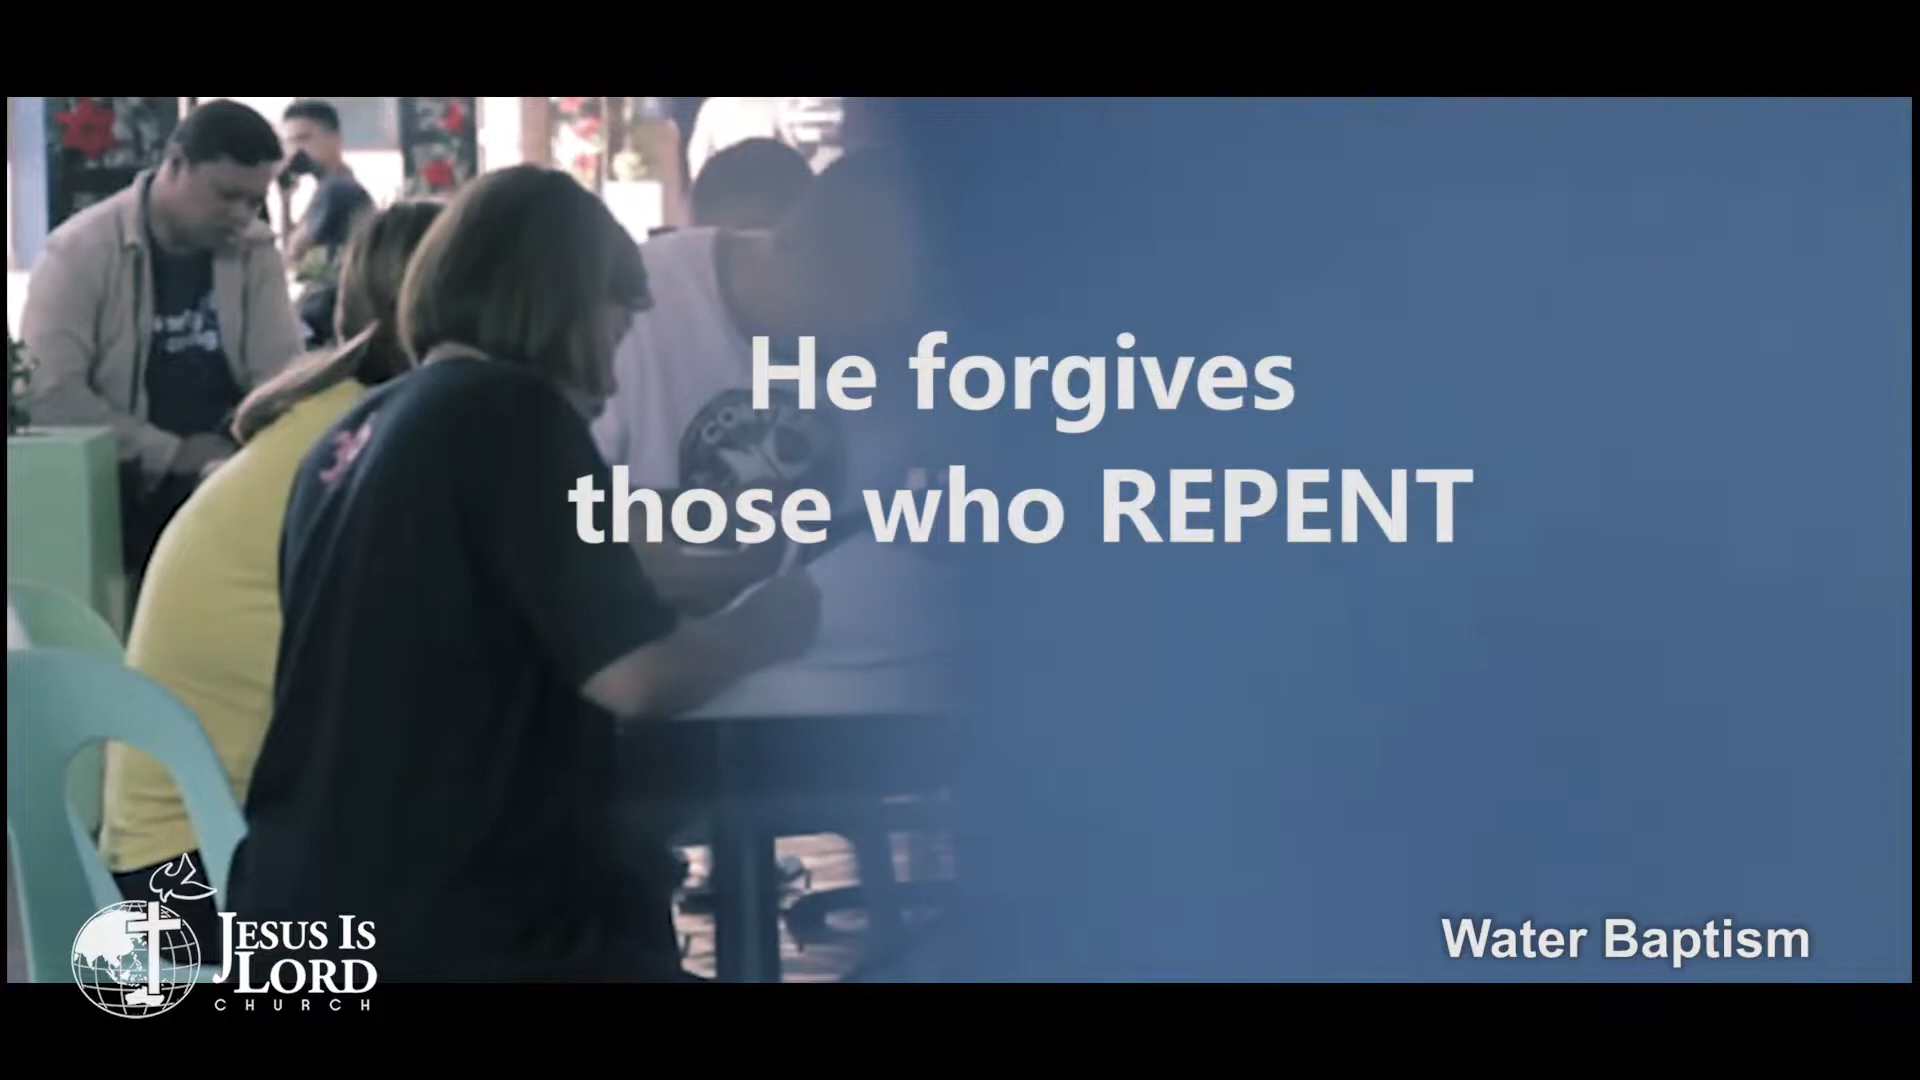 He forgives
those who REPENT
JESUS IS
LORD
CHURCH
Water Baptism